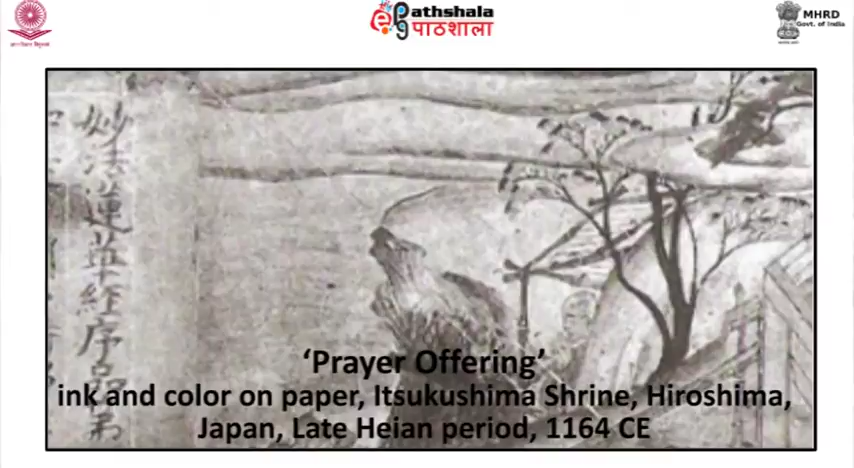 epathshala
पाठशाला
MHRD
Govt. of India
妙法蓮華經序品第
'Prayer Offering'
ink and color on paper, Itsukushima Shrine, Hiroshima,
Japan, Late Heian period, 1164 CE